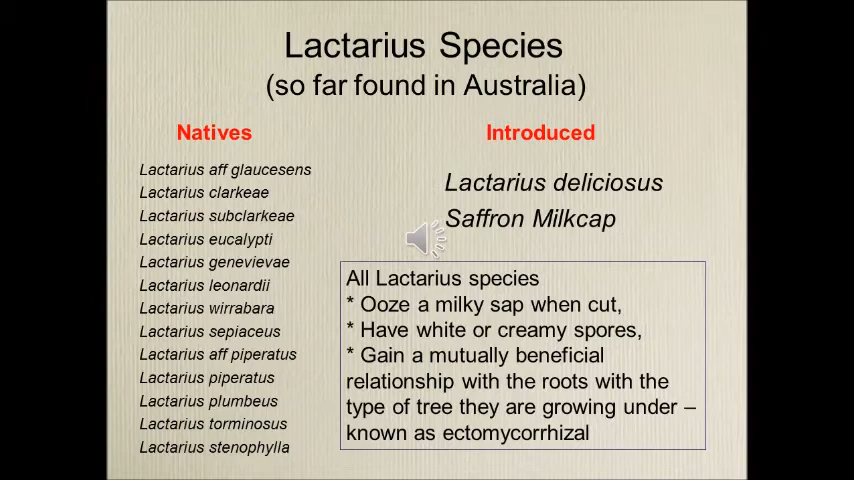 Lactarius Species
(so far found in Australia)
Natives
Lactarius aff glaucesens
Lactarius clarkeae
Lactarius subclarkeae
Lactarius eucalypti
Lactarius genevievae
Lactarius leonardii
Lactarius wirrabara
Lactarius sepiaceus
Lactarius aff piperatus
Lactarius piperatus
Lactarius plumbeus
Lactarius torminosus
Lactarius stenophylla
Introduced
Lactarius deliciosus
Saffron Milkcap
All Lactarius species
* Ooze a milky sap when cut,
* Have white or creamy spores,
* Gain a mutually beneficial
relationship with the roots with the
type of tree they are growing under –
known as ectomycorrhizal